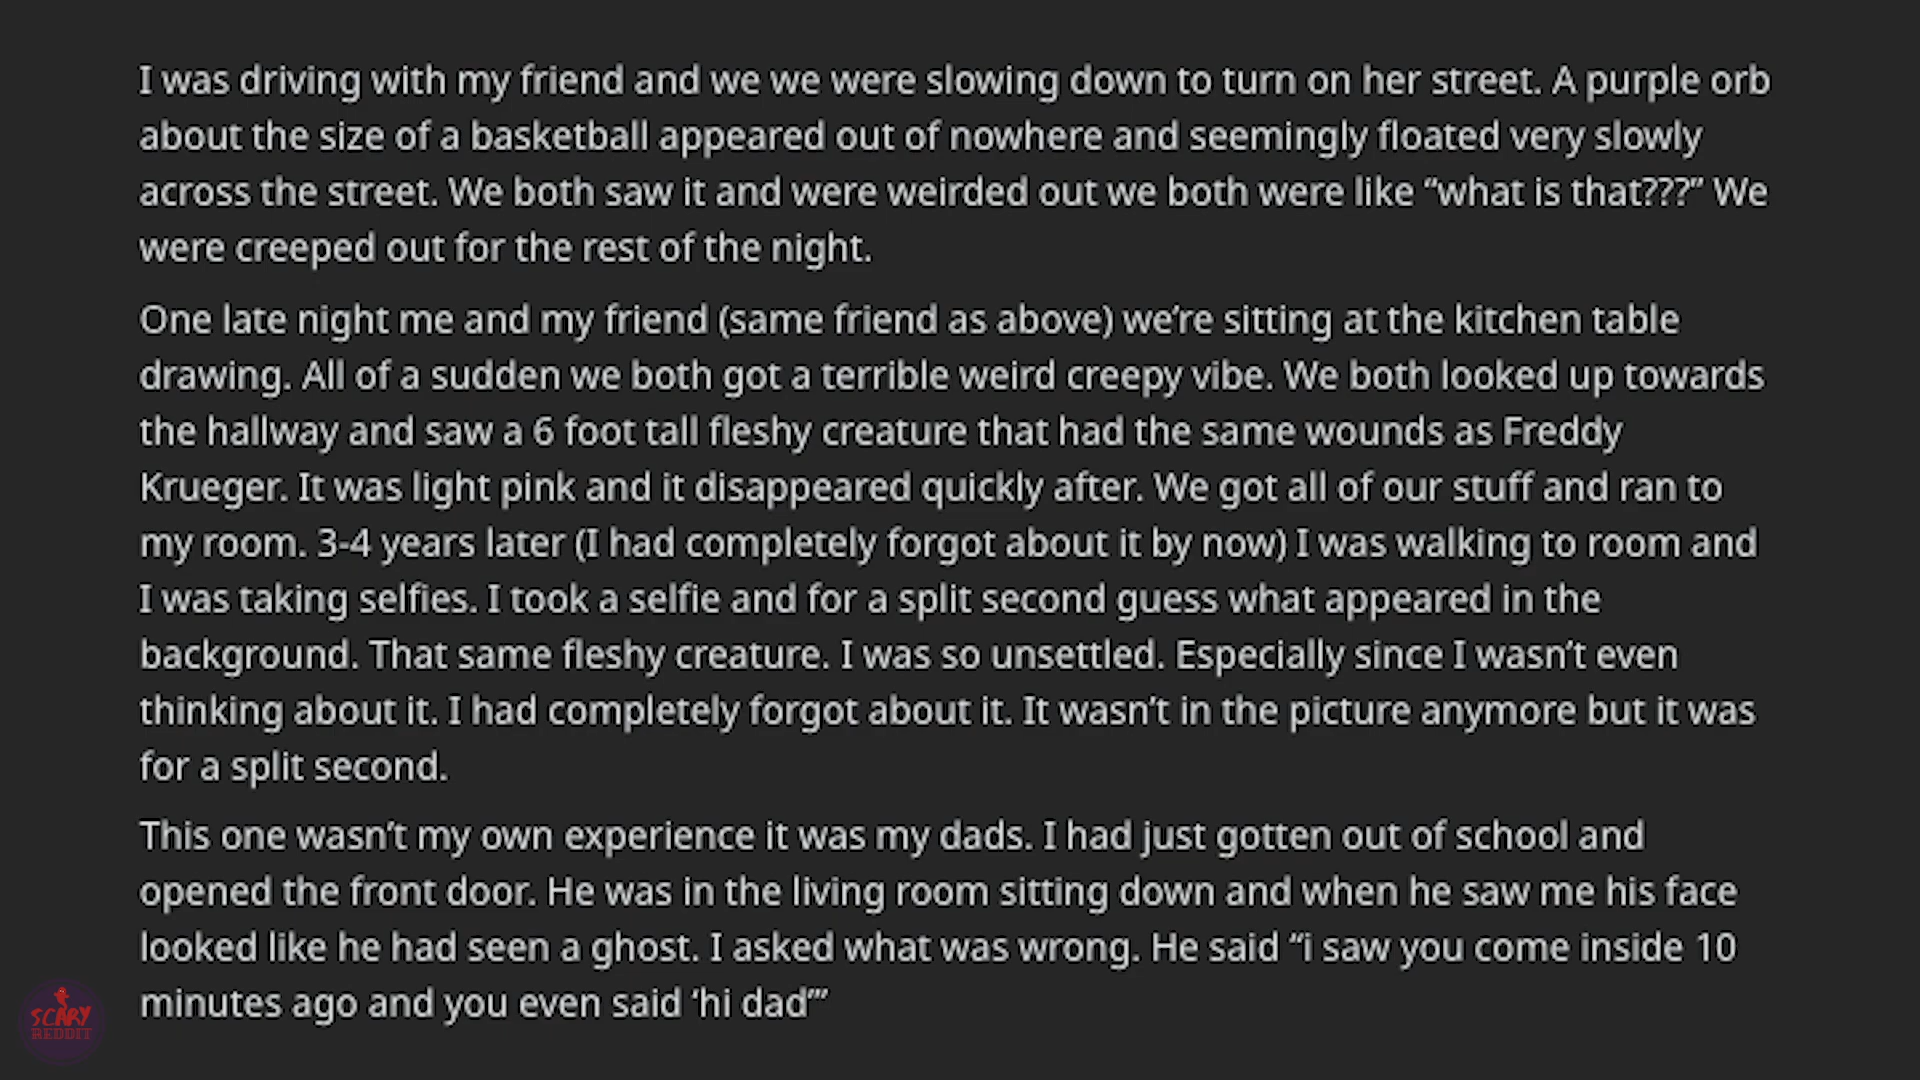 I was driving with my friend and we we were slowing down to turn on her street. A purple orb
about the size of a basketball appeared out of nowhere and seemingly floated very slowly
across the street. We both saw it and were weirded out we both were like “what is that???” We
were creeped out for the rest of the night.
One late night me and my friend (same friend as above) we’re sitting at the kitchen table
drawing. All of a sudden we both got a terrible weird creepy vibe. We both looked up towards
the hallway and saw a 6 foot tall fleshy creature that had the same wounds as Freddy
Krueger. It was light pink and it disappeared quickly after. We got all of our stuff and ran to
my room. 3-4 years later (I had completely forgot about it by now) I was walking to room and
I was taking selfies. I took a selfie and for a split second guess what appeared in the
background. That same fleshy creature. I was so unsettled. Especially since I wasn’t even
thinking about it. I had completely forgot about it. It wasn’t in the picture anymore but it was
for a split second.
This one wasn’t my own experience it was my dads. I had just gotten out of school and
opened the front door. He was in the living room sitting down and when he saw me his face
looked like he had seen a ghost. I asked what was wrong. He said “i saw you come inside 10
minutes ago and you even said ‘hi dad’”
SCARY
REDDIT